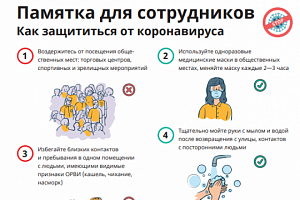 Памятка для сотрудников
Как защититься от коронавируса
1
Воздержитесь от посещения обще-
ственных мест: торговых центров,
спортивных и зрелищных мероприятий
2
Используйте одноразовые
медицинские маски в общественных
местах, меняйте маску каждые 2—3 часа
3
Избегайте близких контактов
и пребывания в одном помещении
с людьми, имеющими видимые
признаки ОРВИ (кашель, чихание,
насморк)
4
Тщательно мойте руки с мылом и водой
после возвращения с улицы, контактов
с посторонними людьми